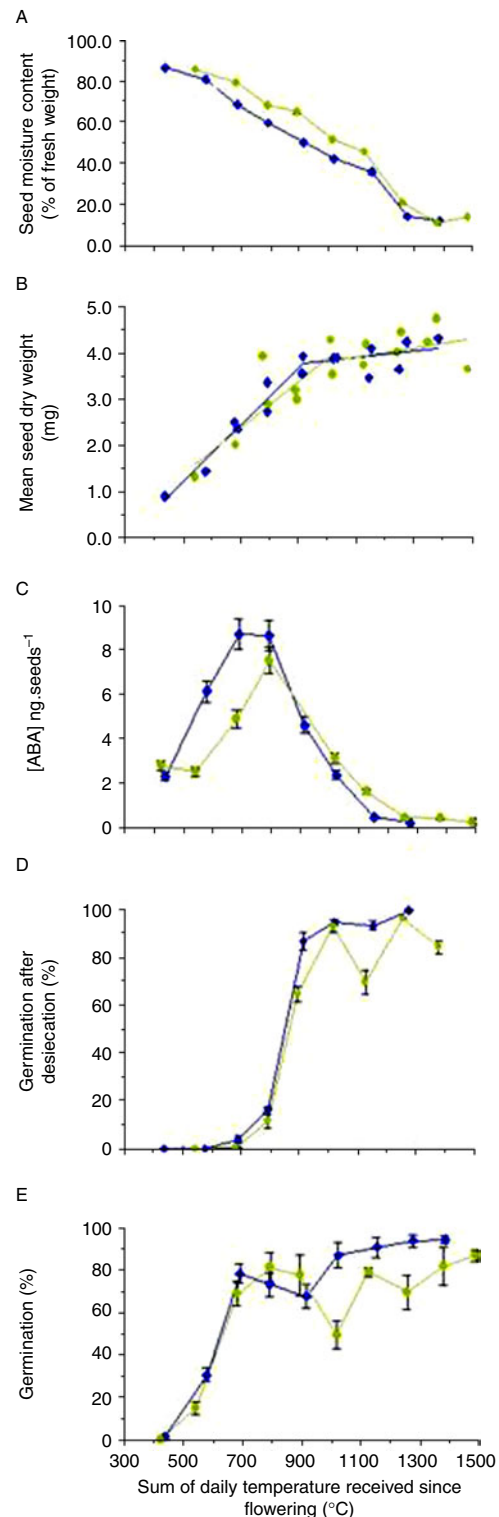 A
Seed moisture content
(% of fresh weight)
100.0
80.0
60.0
40.0
20.0
0.0
B
Mean seed dry weight
(mg)
5.0
4.0
3.0
2.0
1.0
0.0
C
[ABA] ng.seeds⁻¹
10
8
6
4
2
0
D
Germination after
desiecation (%)
100
80
60
40
20
0
E
Germination (%)
100
80
60
40
20
0
300 500 700 900 1100 1300 1500
Sum of daily temperature received since
flowering (°C)